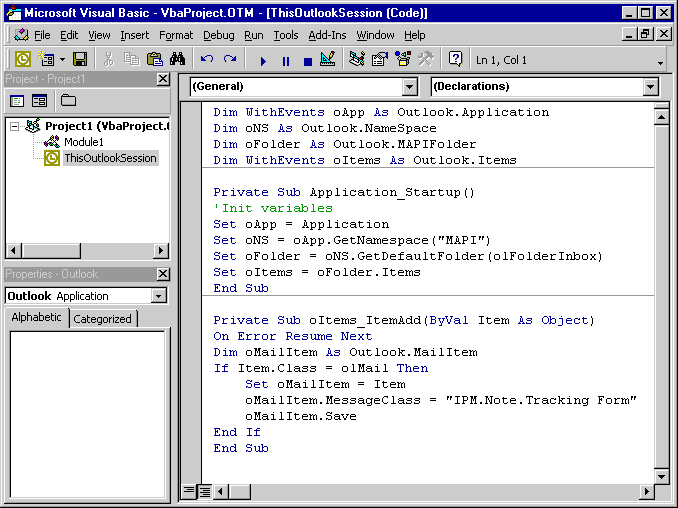 Microsoft Visual Basic - VbaProject.OTM - [ThisOutlookSession (Code)]
File Edit View Insert Format Debug Run Tools Add-Ins Window Help
Ln 1, Col 1
Project - Project1
Project1 (VbaProject.
Module1
ThisOutlookSession
Properties - Outlook
Outlook Application
Alphabetic Categorized
(General) (Declarations)
Dim WithEvents oApp As Outlook.Application
Dim oNS As Outlook.NameSpace
Dim oFolder As Outlook.MAPIFolder
Dim WithEvents oItems As Outlook.Items
Private Sub Application_Startup()
'Init variables
Set oApp = Application
Set oNS = oApp.GetNamespace("MAPI")
Set oFolder = oNS.GetDefaultFolder(olFolderInbox)
Set oItems = oFolder.Items
End Sub
Private Sub oItems_ItemAdd(ByVal Item As Object)
On Error Resume Next
Dim oMailItem As Outlook.MailItem
If Item.Class = olMail Then
    Set oMailItem = Item
    oMailItem.MessageClass = "IPM.Note.Tracking Form"
    oMailItem.Save
End If
End Sub